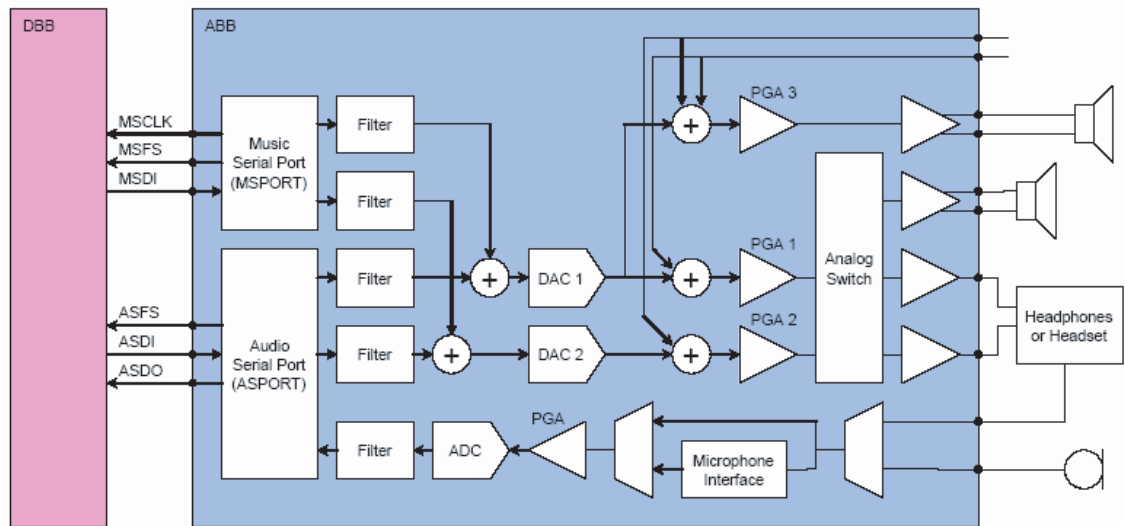 DBB
ABB
PGA 3
MSCLK
MSFS
MSDI
Music
Serial Port
(MSPORT)
Filter
Filter
Filter
Filter
DAC 1
DAC 2
PGA 1
PGA 2
Analog
Switch
ASFS
ASDI
ASDO
Audio
Serial Port
(ASPORT)
Headphones
or Headset
Filter
ADC
PGA
Microphone
Interface